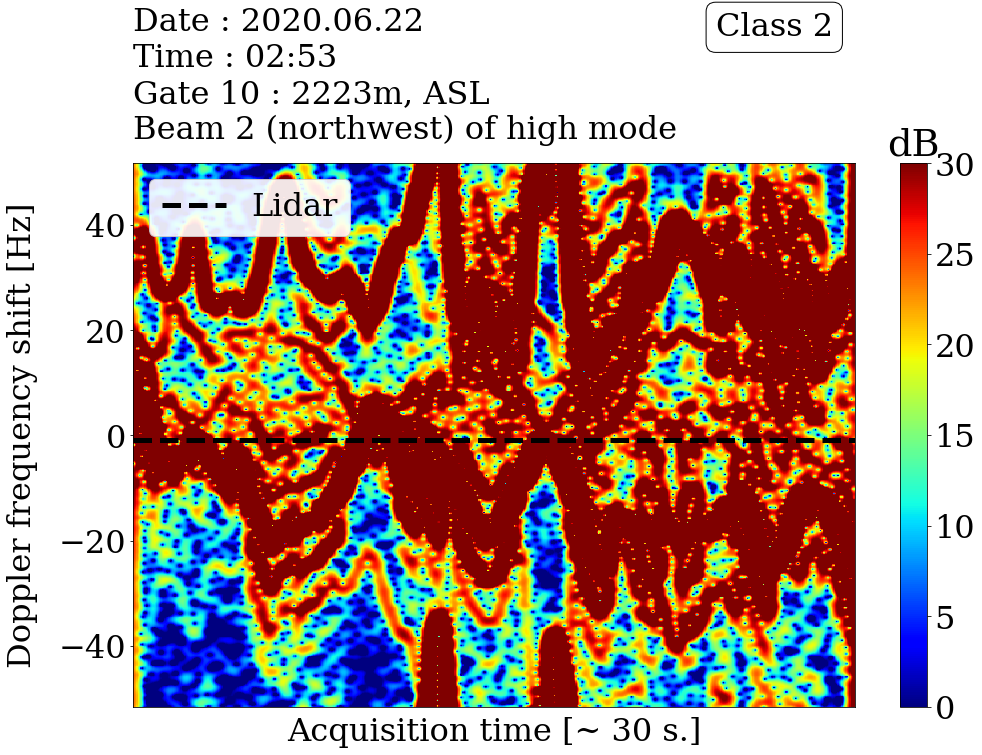 Date : 2020.06.22
Time : 02:53
Gate 10 : 2223m, ASL
Beam 2 (northwest) of high mode
Class 2
dB
Lidar
Doppler frequency shift [Hz]
40
20
0
−20
−40
30
25
20
15
10
5
0
Acquisition time [~ 30 s.]